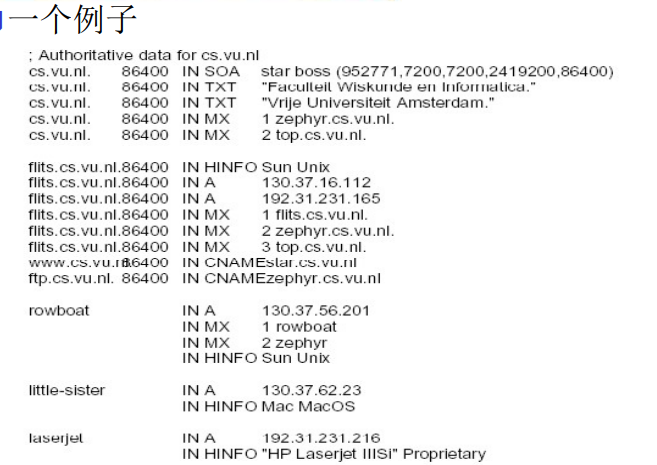 一个例子
; Authoritative data for cs.vu.nl
cs.vu.nl. 86400 IN SOA star boss (952771,7200,7200,2419200,86400)
cs.vu.nl. 86400 IN TXT "Faculteit Wiskunde en Informatica."
cs.vu.nl. 86400 IN TXT "Vrije Universiteit Amsterdam."
cs.vu.nl. 86400 IN MX 1 zephyr.cs.vu.nl.
cs.vu.nl. 86400 IN MX 2 top.cs.vu.nl.
flits.cs.vu.nl. 86400 IN HINFO Sun Unix
flits.cs.vu.nl. 86400 IN A 130.37.16.112
flits.cs.vu.nl. 86400 IN A 192.31.231.165
flits.cs.vu.nl. 86400 IN MX 1 flits.cs.vu.nl.
flits.cs.vu.nl. 86400 IN MX 2 zephyr.cs.vu.nl.
flits.cs.vu.nl. 86400 IN MX 3 top.cs.vu.nl.
www.cs.vu.nl. 86400 IN CNAME star.cs.vu.nl
ftp.cs.vu.nl. 86400 IN CNAME zephyr.cs.vu.nl
rowboat IN A 130.37.56.201
IN MX 1 rowboat
IN MX 2 zephyr
IN HINFO Sun Unix
little-sister IN A 130.37.62.23
IN HINFO Mac MacOS
laserjet IN A 192.31.231.216
IN HINFO "HP Laserjet IIISi" Proprietary